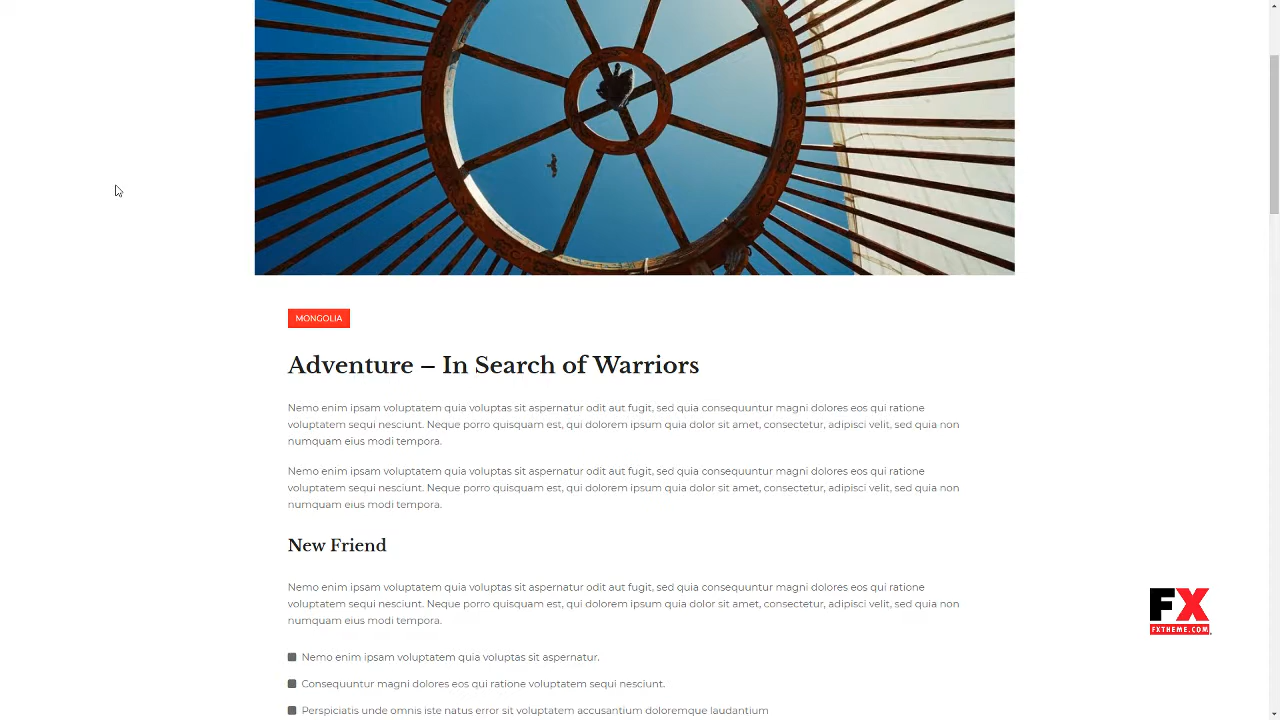 MONGOLIA
Adventure – In Search of Warriors
Nemo enim ipsam voluptatem quia voluptas sit aspernatur odit aut fugit, sed quia consequuntur magni dolores eos qui ratione
voluptatem sequi nesciunt. Neque porro quisquam est, qui dolorem ipsum quia dolor sit amet, consectetur, adipisci velit, sed quia non
numquam eius modi tempora.
Nemo enim ipsam voluptatem quia voluptas sit aspernatur odit aut fugit, sed quia consequuntur magni dolores eos qui ratione
voluptatem sequi nesciunt. Neque porro quisquam est, qui dolorem ipsum quia dolor sit amet, consectetur, adipisci velit, sed quia non
numquam eius modi tempora.
New Friend
Nemo enim ipsam voluptatem quia voluptas sit aspernatur odit aut fugit, sed quia consequuntur magni dolores eos qui ratione
voluptatem sequi nesciunt. Neque porro quisquam est, qui dolorem ipsum quia dolor sit amet, consectetur, adipisci velit, sed quia non
numquam eius modi tempora.
Nemo enim ipsam voluptatem quia voluptas sit aspernatur.
Consequuntur magni dolores eos qui ratione voluptatem sequi nesciunt.
Perspiciatis unde omnis iste natus error sit voluptatem accusantium doloremque laudantium
FX
FXTHEME.COM